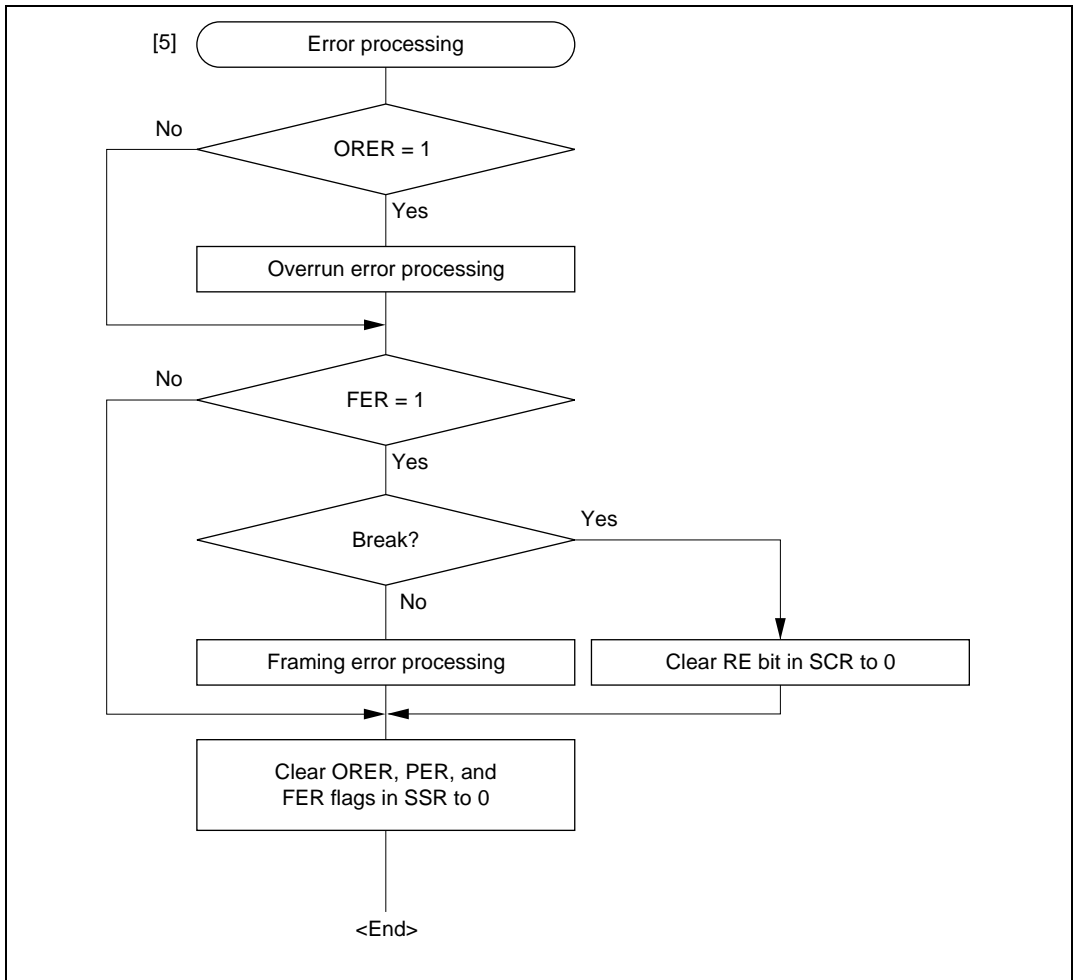 [5] Error processing
No
ORER = 1
Yes
Overrun error processing
No
FER = 1
Yes
Yes
Break?
No
Framing error processing
Clear RE bit in SCR to 0
Clear ORER, PER, and
FER flags in SSR to 0
<End>